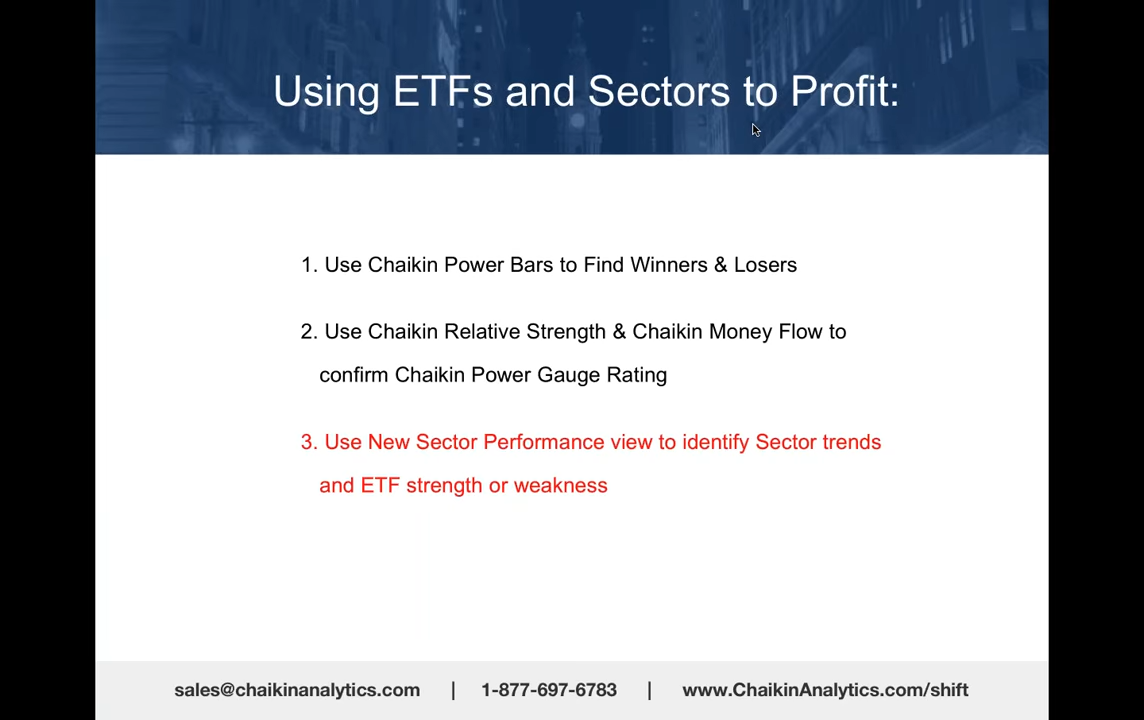 Using ETFs and Sectors to Profit:
1. Use Chaikin Power Bars to Find Winners & Losers
2. Use Chaikin Relative Strength & Chaikin Money Flow to
confirm Chaikin Power Gauge Rating
3. Use New Sector Performance view to identify Sector trends
and ETF strength or weakness
sales@chaikinanalytics.com | 1-877-697-6783 | www.ChaikinAnalytics.com/shift